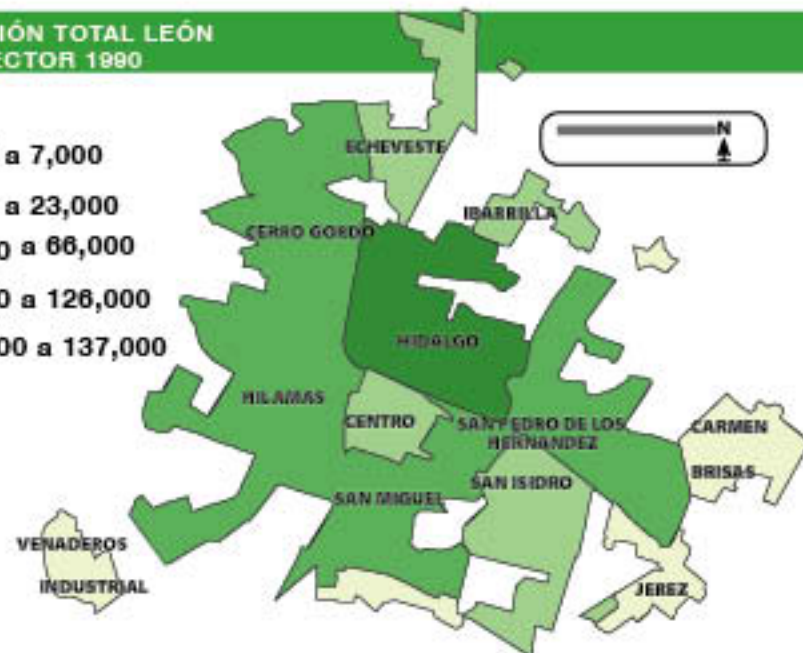 IÓN TOTAL LEÓN
ECTOR 1990
a 7,000
a 23,000
0 a 66,000
0 a 126,000
00 a 137,000
N
ECHEVESTE
IBARRILLA
CERRO GORDO
HIDALGO
HILAMAS
CENTRO
SAN PEDRO DE LOS
HERNANDEZ
CARMEN
BRISAS
SAN ISIDRO
SAN MIGUEL
VENADEROS
INDUSTRIAL
JEREZ